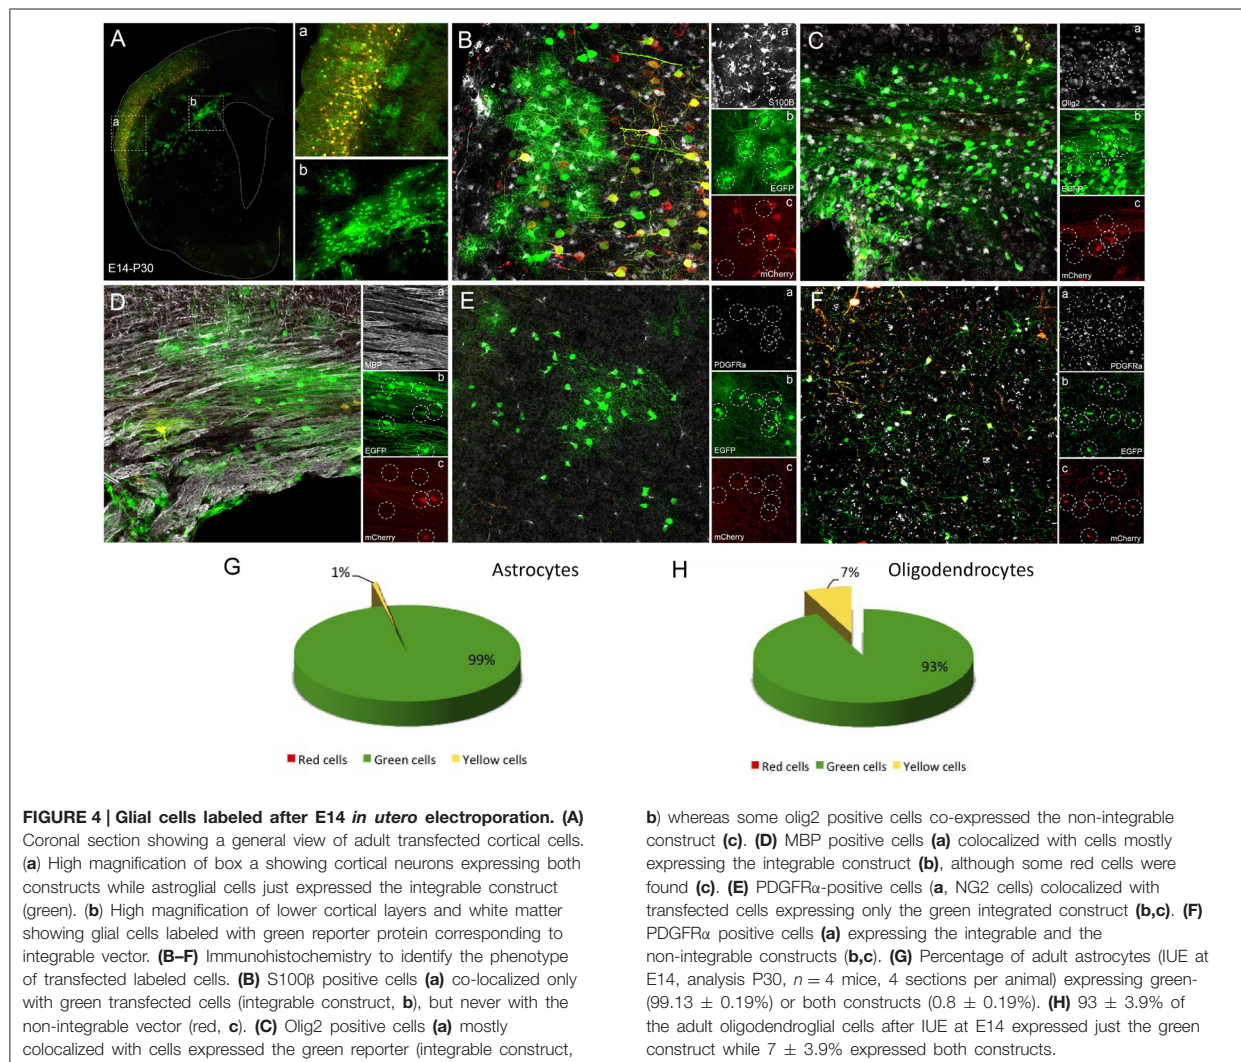 A
a
b
a
b
E14-P30
B
a
S100B
b
EGFP
c
mCherry
C
a
Olig2
b
EGFP
c
mCherry
D
a
MBP
b
EGFP
c
mCherry
E
a
PDGFRa
b
EGFP
c
mCherry
F
a
PDGFRa
b
EGFP
c
mCherry
G
Astrocytes
1%
99%
Red cells Green cells Yellow cells
H
Oligodendrocytes
7%
93%
Red cells Green cells Yellow cells
FIGURE 4 | Glial cells labeled after E14 in utero electroporation. (A)
Coronal section showing a general view of adult transfected cortical cells.
(a) High magnification of box a showing cortical neurons expressing both
constructs while astroglial cells just expressed the integrable construct
(green). (b) High magnification of lower cortical layers and white matter
showing glial cells labeled with green reporter protein corresponding to
integrable vector. (B–F) Immunohistochemistry to identify the phenotype
of transfected labeled cells. (B) S100β positive cells (a) co-localized only
with green transfected cells (integrable construct, b), but never with the
non-integrable vector (red, c). (C) Olig2 positive cells (a) mostly
colocalized with cells expressed the green reporter (integrable construct,
b) whereas some olig2 positive cells co-expressed the non-integrable
construct (c). (D) MBP positive cells (a) colocalized with cells mostly
expressing the integrable construct (b), although some red cells were
found (c). (E) PDGFRα-positive cells (a, NG2 cells) colocalized with
transfected cells expressing only the green integrated construct (b,c). (F)
PDGFRα positive cells (a) expressing the integrable and the
non-integrable constructs (b,c). (G) Percentage of adult astrocytes (IUE at
E14, analysis P30, n = 4 mice, 4 sections per animal) expressing green-
(99.13 ± 0.19%) or both constructs (0.8 ± 0.19%). (H) 93 ± 3.9% of
the adult oligodendroglial cells after IUE at E14 expressed just the green
construct while 7 ± 3.9% expressed both constructs.